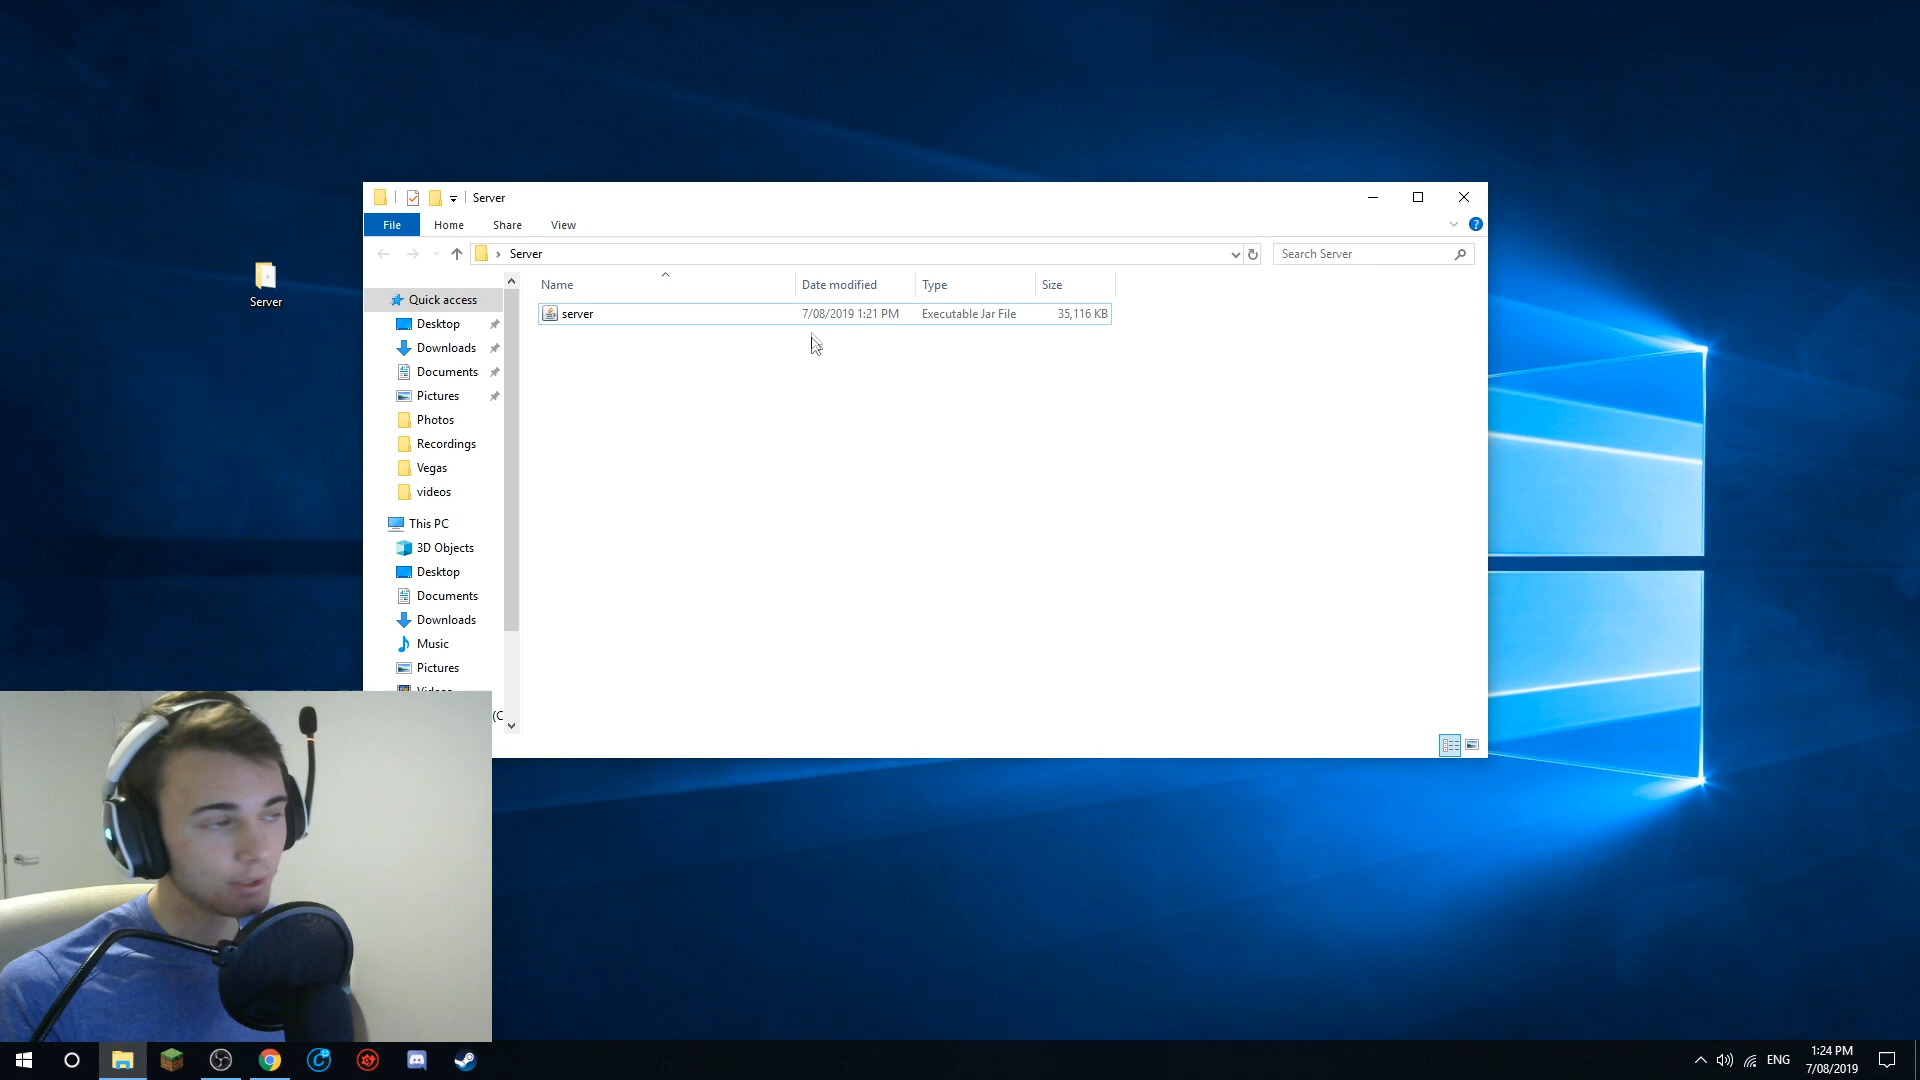 Server
File
Home
Share
View
Server
Search Server
Name
Date modified
Type
Size
server
7/08/2019 1:21 PM
Executable Jar File
35,116 KB
Quick access
Desktop
Downloads
Documents
Pictures
Photos
Recordings
Vegas
videos
This PC
3D Objects
Desktop
Documents
Downloads
Music
Pictures
Videos
(C
Server
ENG
1:24 PM
7/08/2019